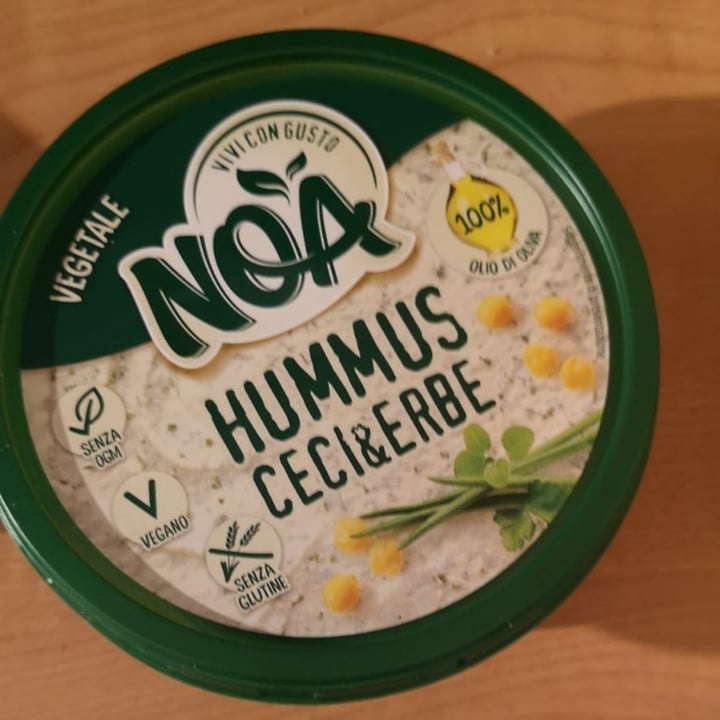 VIVI CON GUSTO
NOA
VEGETALE
100%
OLIO DI OLIVA
HUMMUS
CECI&ERBE
SENZA
OGM
VEGANO
SENZA
GLUTINE